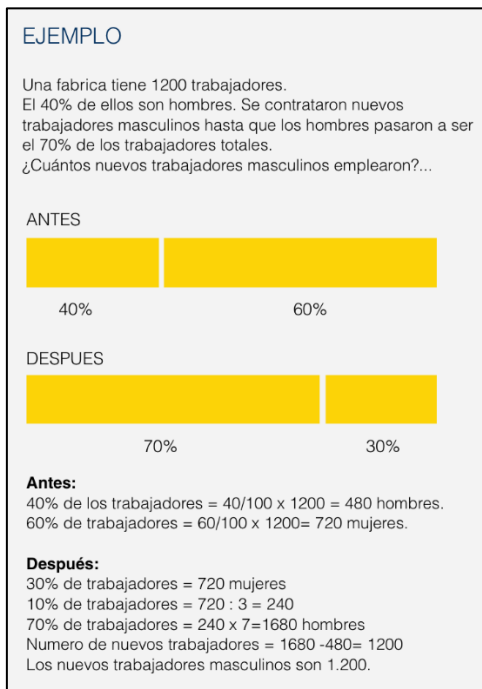 EJEMPLO
Una fabrica tiene 1200 trabajadores.
El 40% de ellos son hombres. Se contrataron nuevos
trabajadores masculinos hasta que los hombres pasaron a ser
el 70% de los trabajadores totales.
¿Cuántos nuevos trabajadores masculinos emplearon?...
ANTES
40% 60%
DESPUES
70% 30%
Antes:
40% de los trabajadores = 40/100 x 1200 = 480 hombres.
60% de trabajadores = 60/100 x 1200= 720 mujeres.
Después:
30% de trabajadores = 720 mujeres
10% de trabajadores = 720 : 3 = 240
70% de trabajadores = 240 x 7=1680 hombres
Numero de nuevos trabajadores = 1680 -480= 1200
Los nuevos trabajadores masculinos son 1.200.